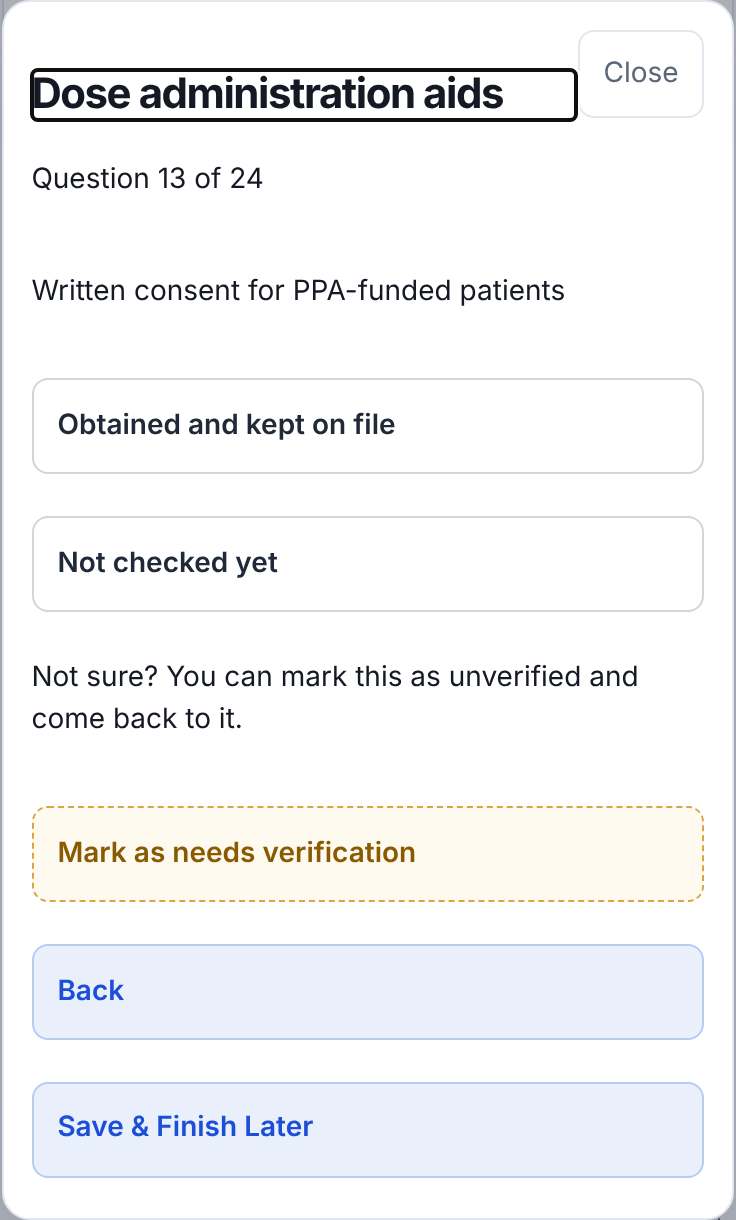 Dose administration aids
Close
Question 13 of 24
Written consent for PPA-funded patients
Obtained and kept on file
Not checked yet
Not sure? You can mark this as unverified and
come back to it.
Mark as needs verification
Back
Save & Finish Later